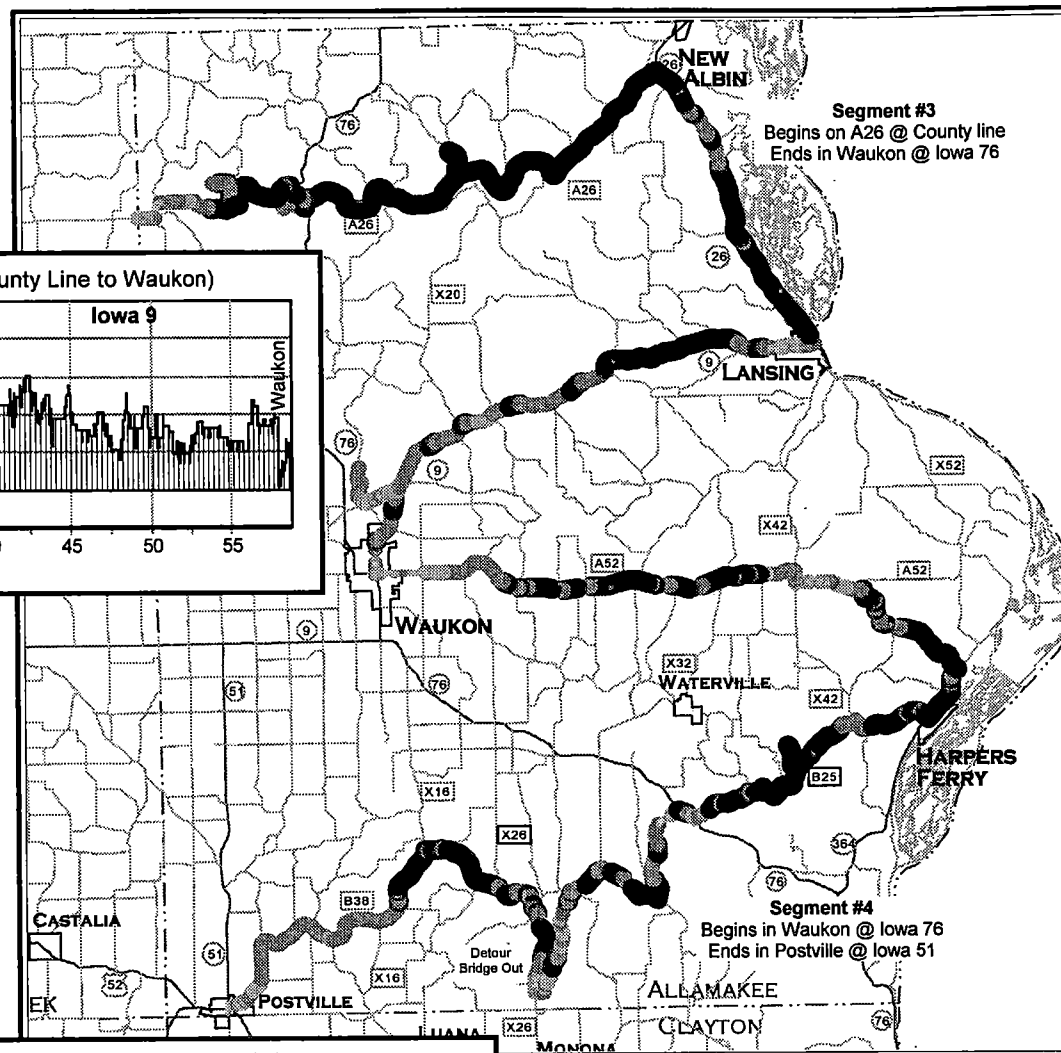 26
NEW
ALBIN
Segment #3
Begins on A26 @ County line
Ends in Waukon @ Iowa 76
76
A26
A26
26
unty Line to Waukon)
Iowa 9
Waukon
45
50
55
X20
9
LANSING
76
9
X52
X42
A52
A52
WAUKON
9
51
76
X32
WATERVILLE
X42
HARPERS
FERRY
B25
X16
X26
364
76
Segment #4
Begins in Waukon @ Iowa 76
Ends in Postville @ Iowa 51
B38
CASTALIA
51
Detour
Bridge Out
52
X16
EK
POSTVILLE
ALLAMAKEE
CLAYTON
X26
76
LUANA
MONONA